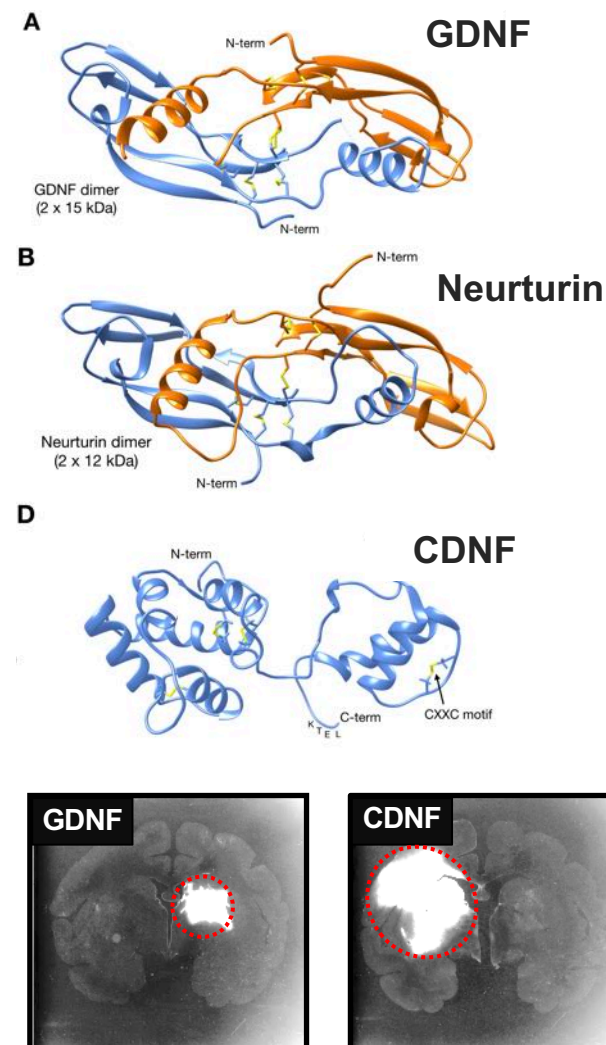 A
GDNF
N-term
GDNF dimer
(2 x 15 kDa)
N-term
B
N-term
Neurturin
Neurturin dimer
(2 x 12 kDa)
N-term
D
CDNF
N-term
K T E L
C-term
CXXC motif
GDNF
CDNF